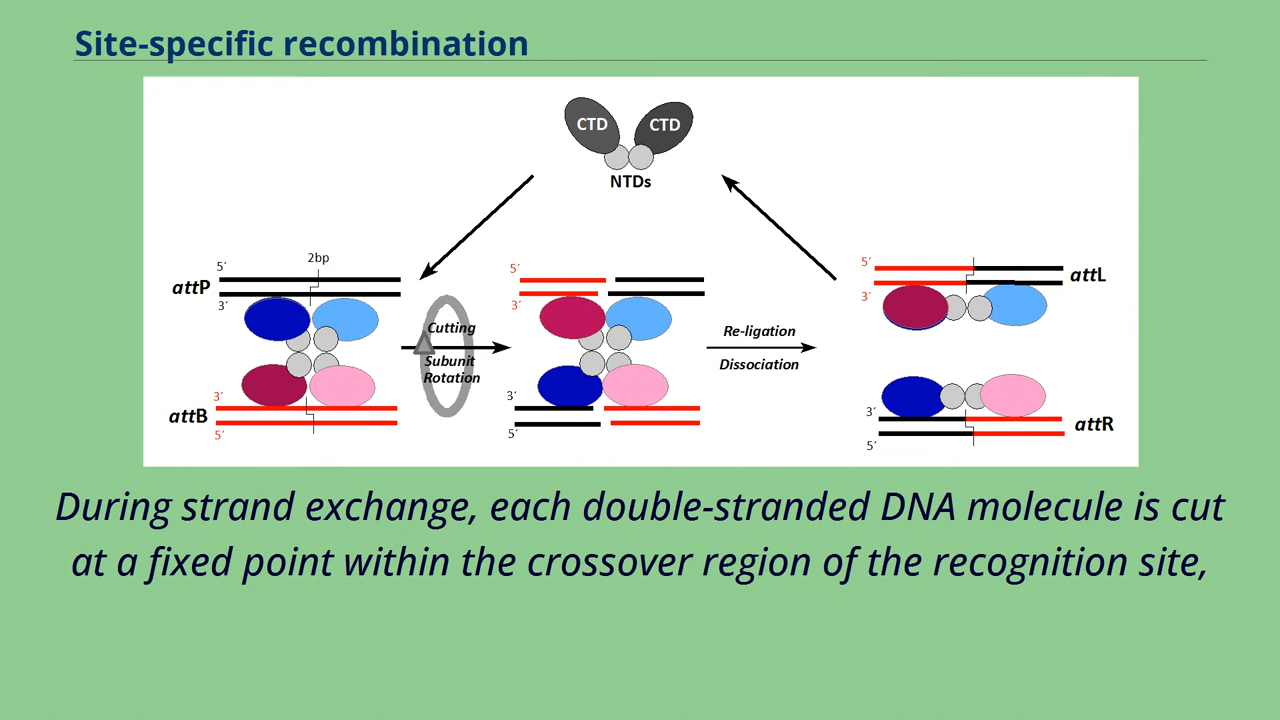 Site-specific recombination
CTD CTD
NTDs
5´ 2bp
attP
3´
Cutting
Subunit
Rotation
3´
attB
5´
5´
3´
3´
5´
Re-ligation
Dissociation
5´
attL
3´
3´
attR
5´
During strand exchange, each double-stranded DNA molecule is cut
at a fixed point within the crossover region of the recognition site,